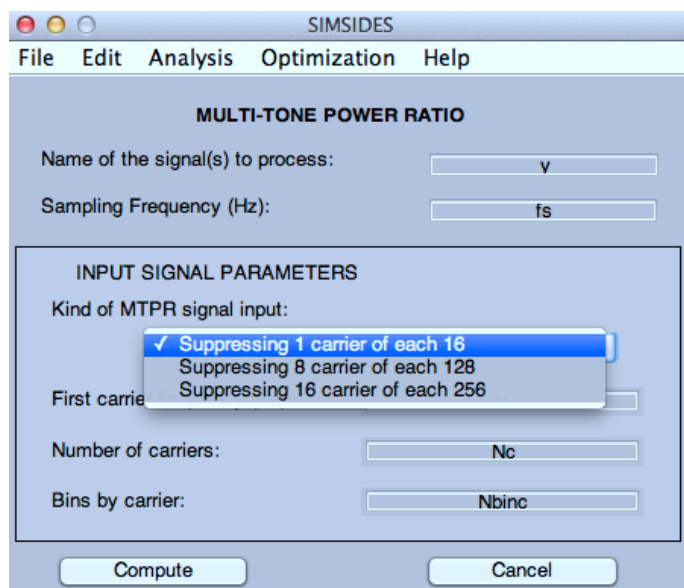 SIMSIDES
File Edit Analysis Optimization Help
MULTI-TONE POWER RATIO
Name of the signal(s) to process: v
Sampling Frequency (Hz): fs
INPUT SIGNAL PARAMETERS
Kind of MTPR signal input:
✓ Suppressing 1 carrier of each 16
Suppressing 8 carrier of each 128
Suppressing 16 carrier of each 256
First
Number of carriers: Nc
Bins by carrier: Nbinc
Compute Cancel